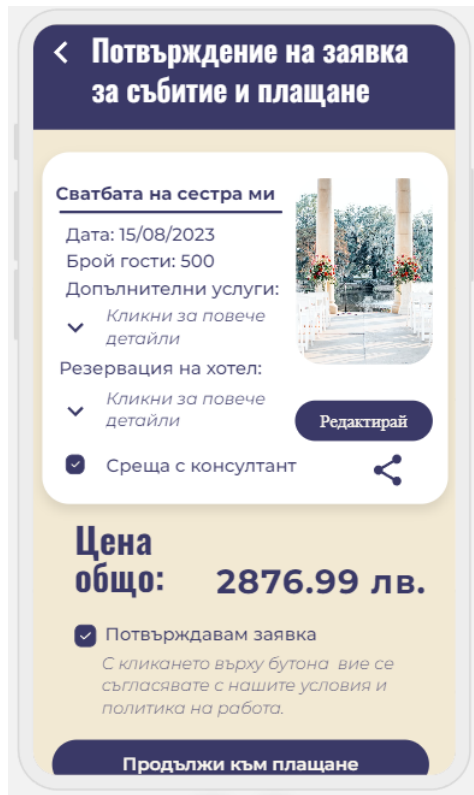 Потвърждение на заявка
за събитие и плащане
Сватбата на сестра ми
Дата: 15/08/2023
Брой гости: 500
Допълнителни услуги:
Кликни за повече
детайли
Резервация на хотел:
Кликни за повече
детайли
Редактирай
Среща с консултант
Цена
общо:
2876.99 лв.
Потвърждавам заявка
С кликането върху бутона вие се
съгласявате с нашите условия и
политика на работа.
Продължи към плащане